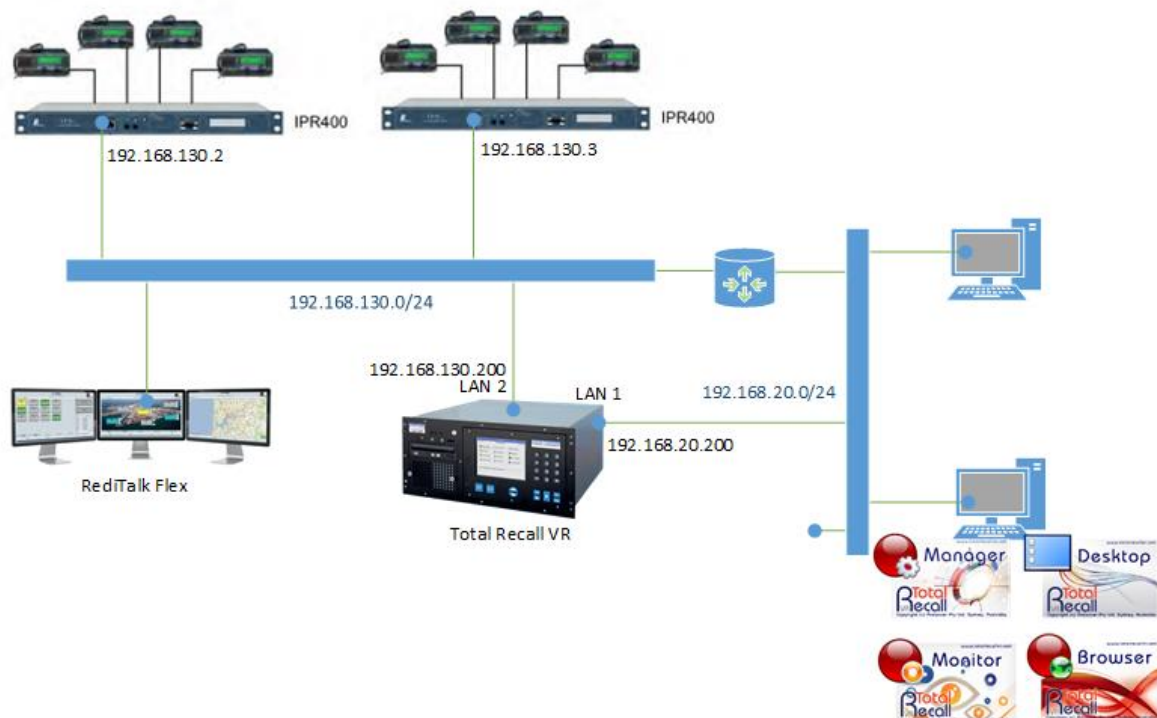 IPR400
IPR400
192.168.130.2
192.168.130.3
192.168.130.0/24
192.168.130.200
LAN 2
LAN 1
192.168.20.0/24
192.168.20.200
RediTalk Flex
Total Recall VR
Manager
Total
Recall
Desktop
Total
Recall
Monitor
Total
Recall
Browser
Total
Recall